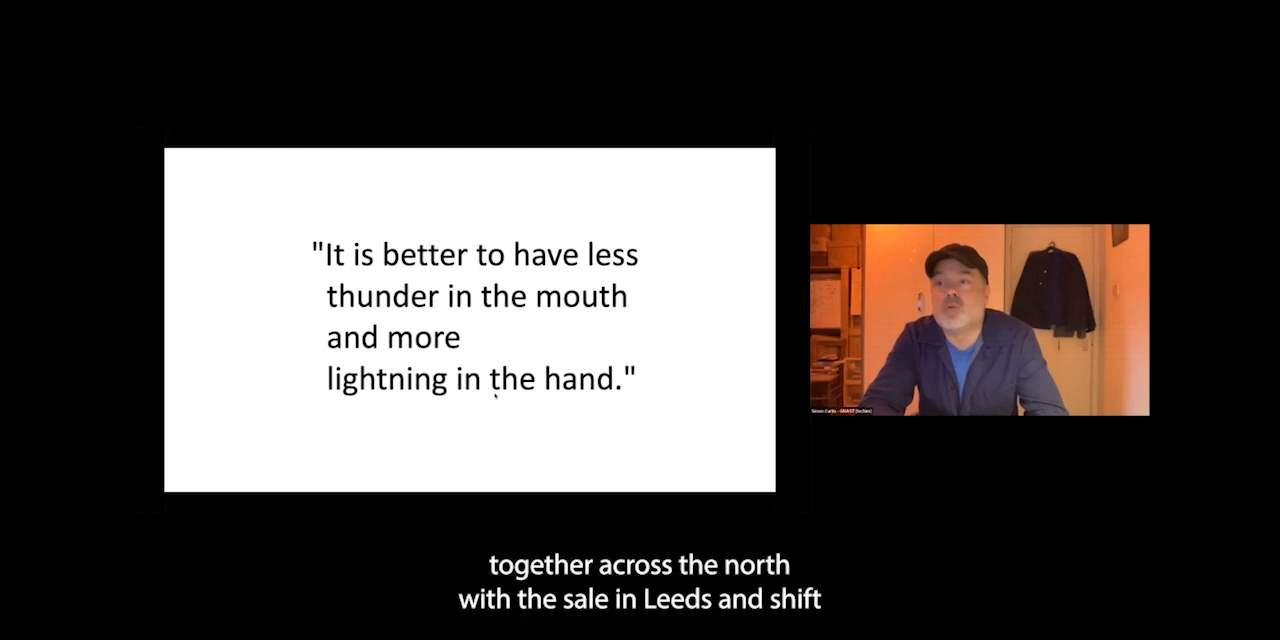 "It is better to have less
thunder in the mouth
and more
lightning in the hand."
together across the north
with the sale in Leeds and shift